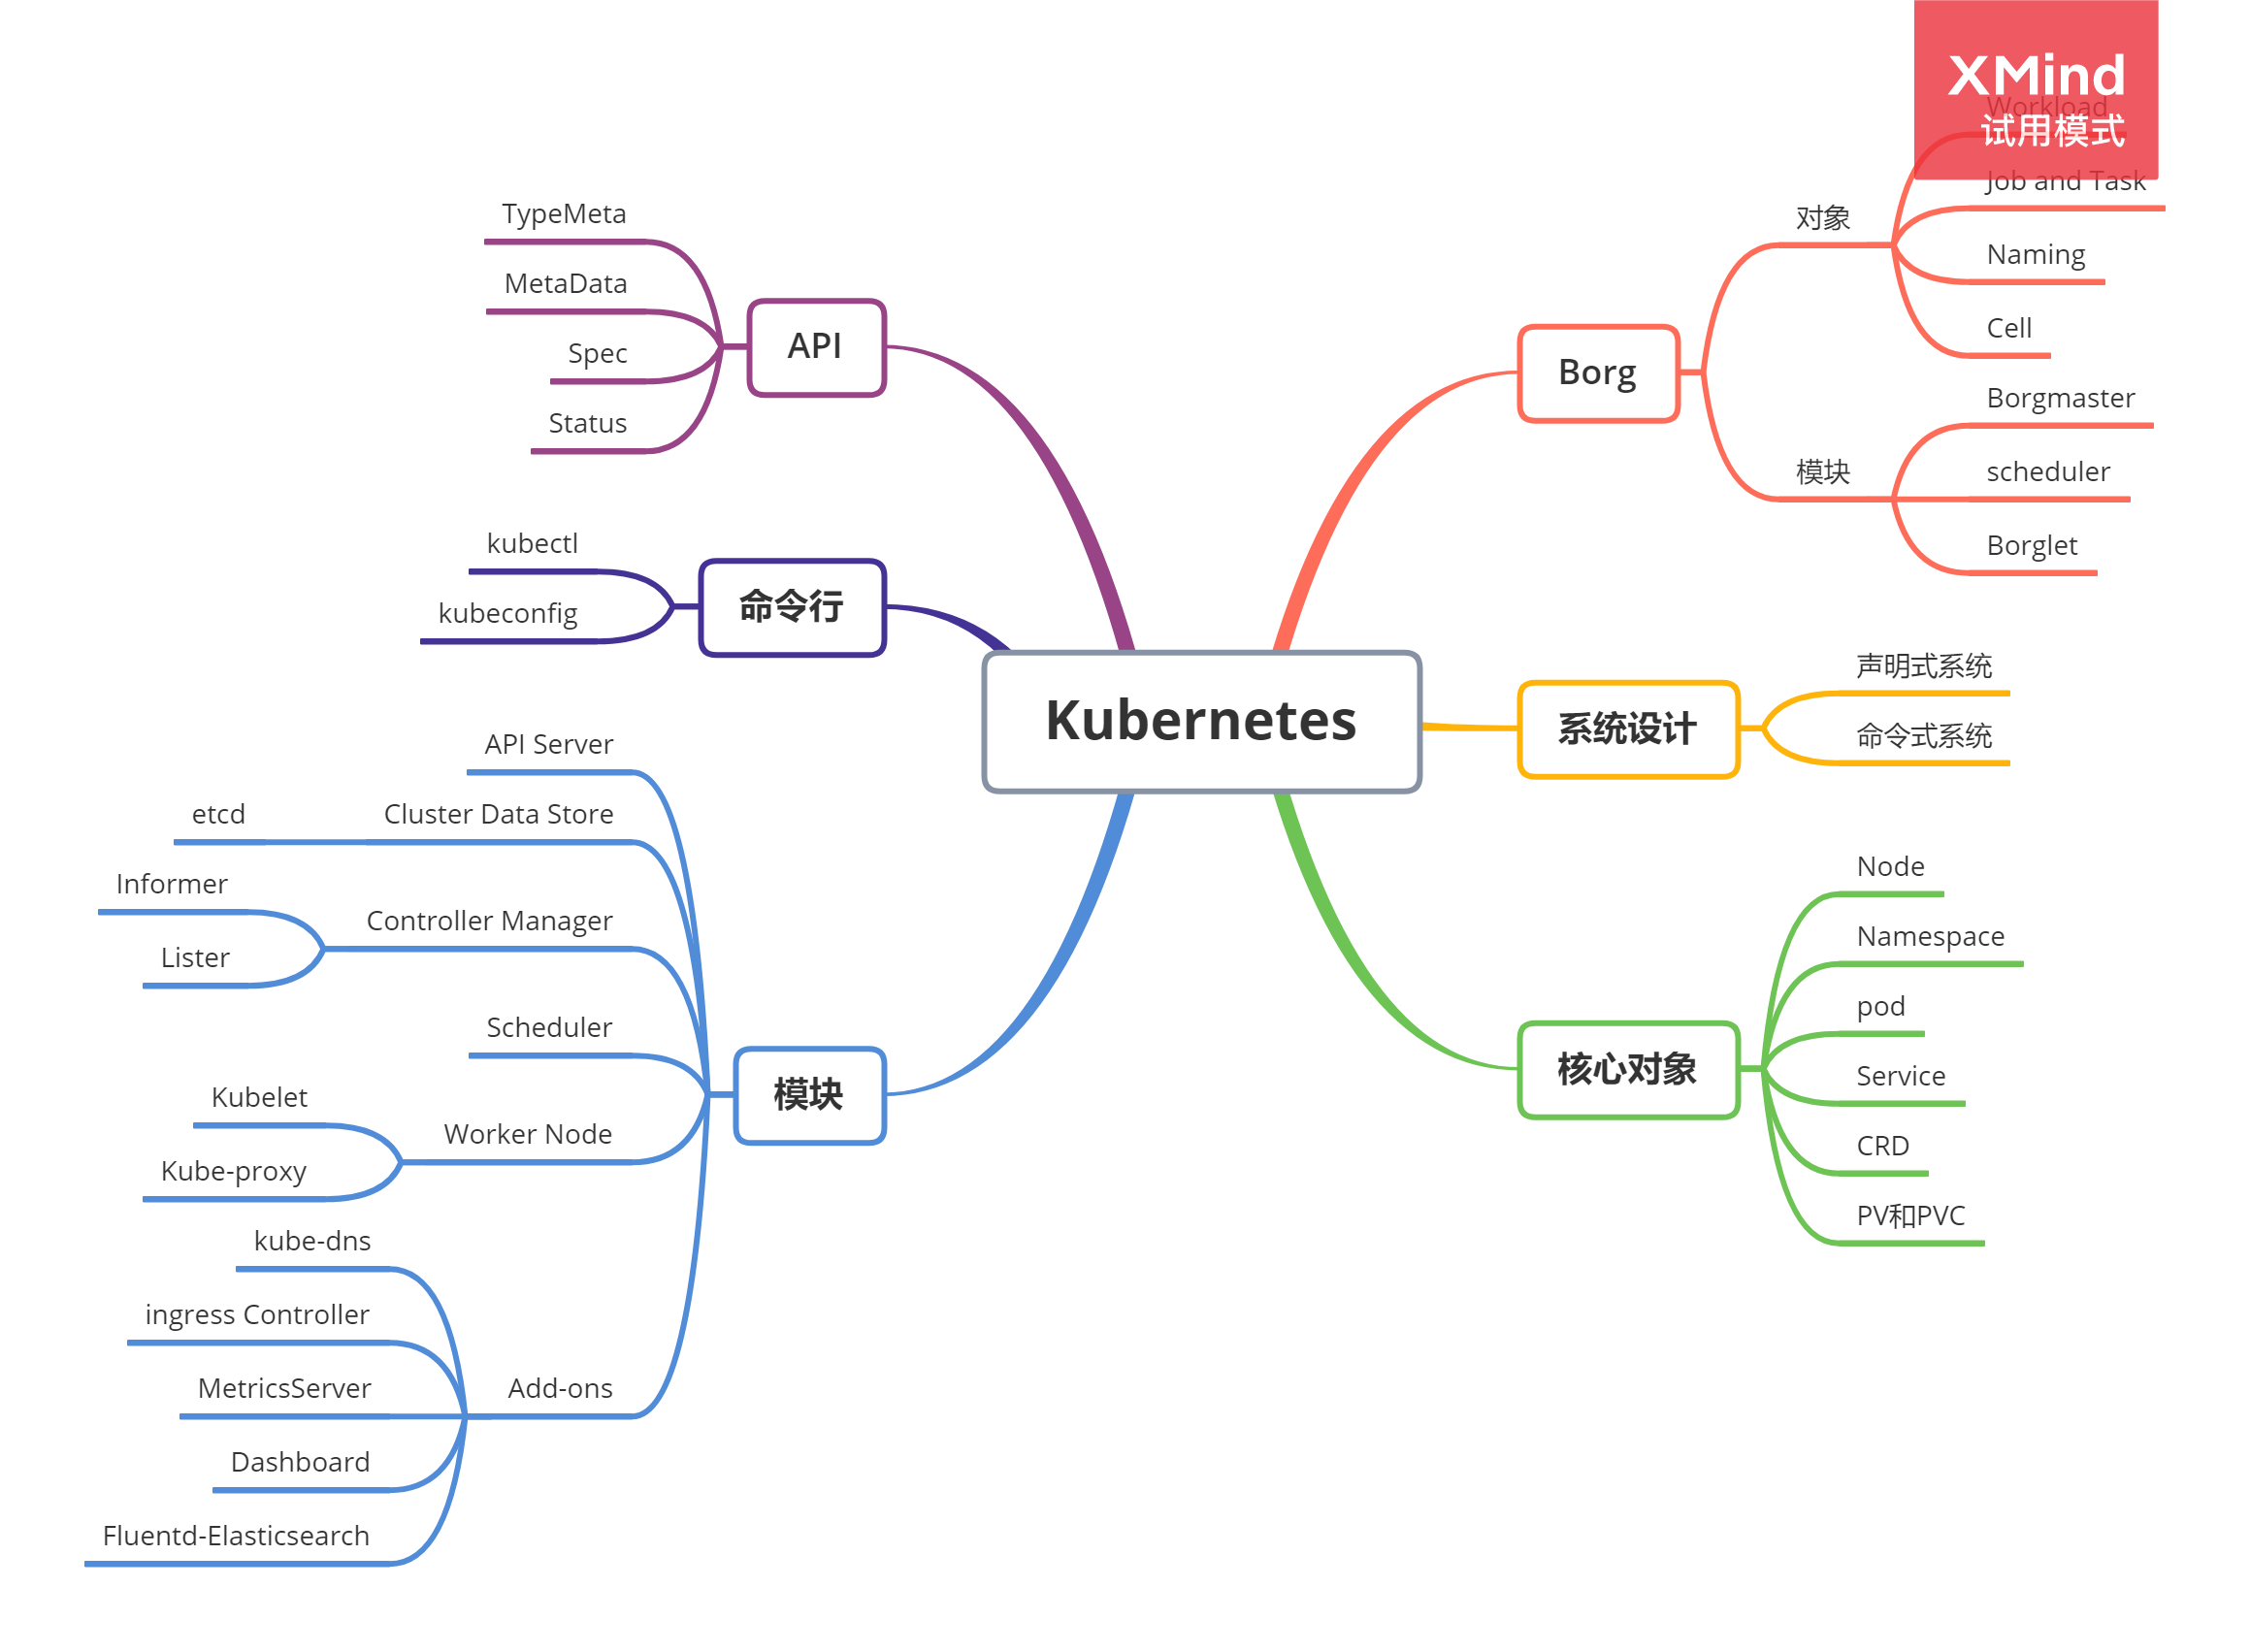 XMind
试用模式
Kubernetes
Borg
对象
Workload
Job and Task
Naming
Cell
模块
Borgmaster
scheduler
Borglet
系统设计
声明式系统
命令式系统
核心对象
Node
Namespace
pod
Service
CRD
PV和PVC
API
TypeMeta
MetaData
Spec
Status
命令行
kubectl
kubeconfig
模块
API Server
Cluster Data Store
etcd
Controller Manager
Informer
Lister
Scheduler
Worker Node
Kubelet
Kube-proxy
Add-ons
kube-dns
ingress Controller
MetricsServer
Dashboard
Fluentd-Elasticsearch